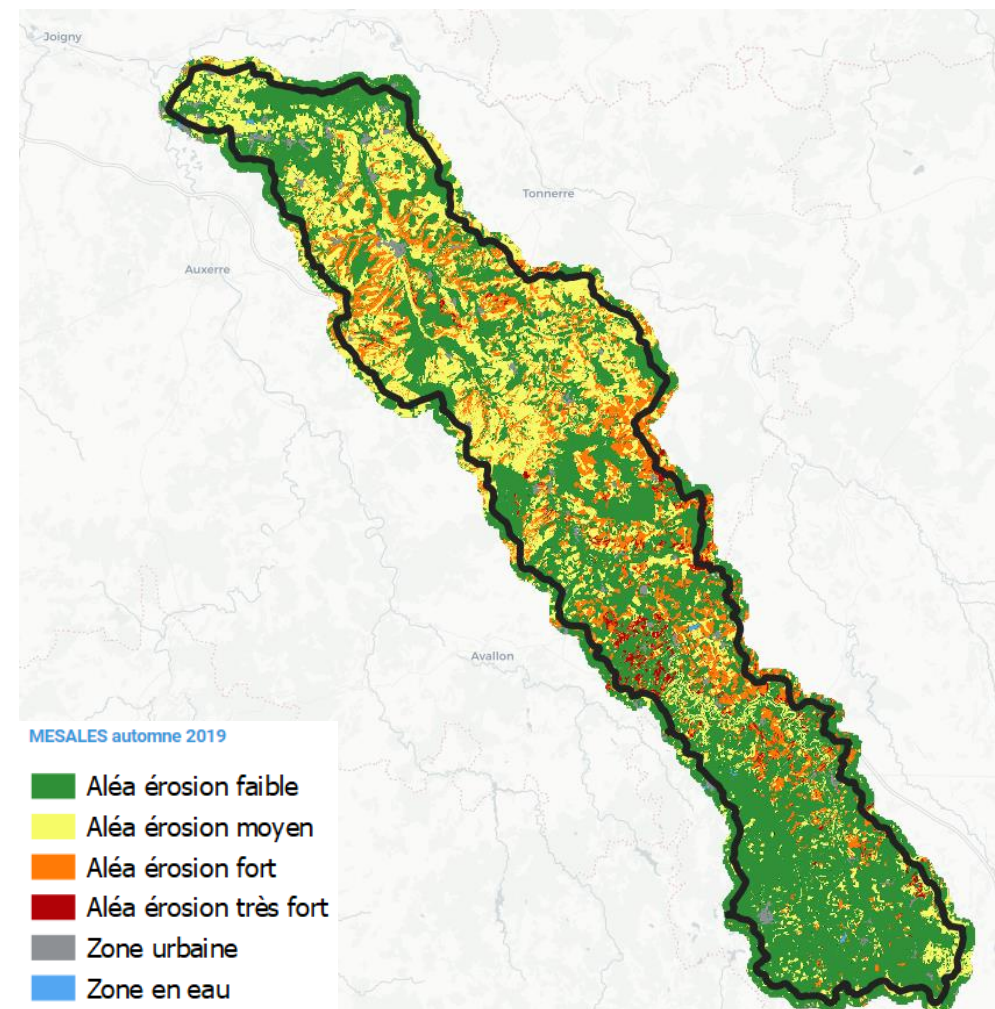 Joigny
Tonnerre
Auxerre
Avallon
MESALES automne 2019
Aléa érosion faible
Aléa érosion moyen
Aléa érosion fort
Aléa érosion très fort
Zone urbaine
Zone en eau